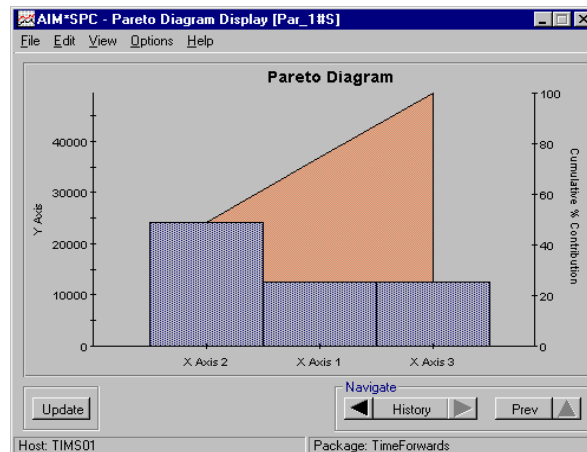 AIM*SPC - Pareto Diagram Display [Par_1#S]
File Edit View Options Help
Pareto Diagram
100
40000
80
30000
60
20000
40
10000
20
0
0
Y Axis
Cumulative % Contribution
X Axis 2 X Axis 1 X Axis 3
Navigate
Update
History
Prev
Host: TIMS01
Package: TimeForwards